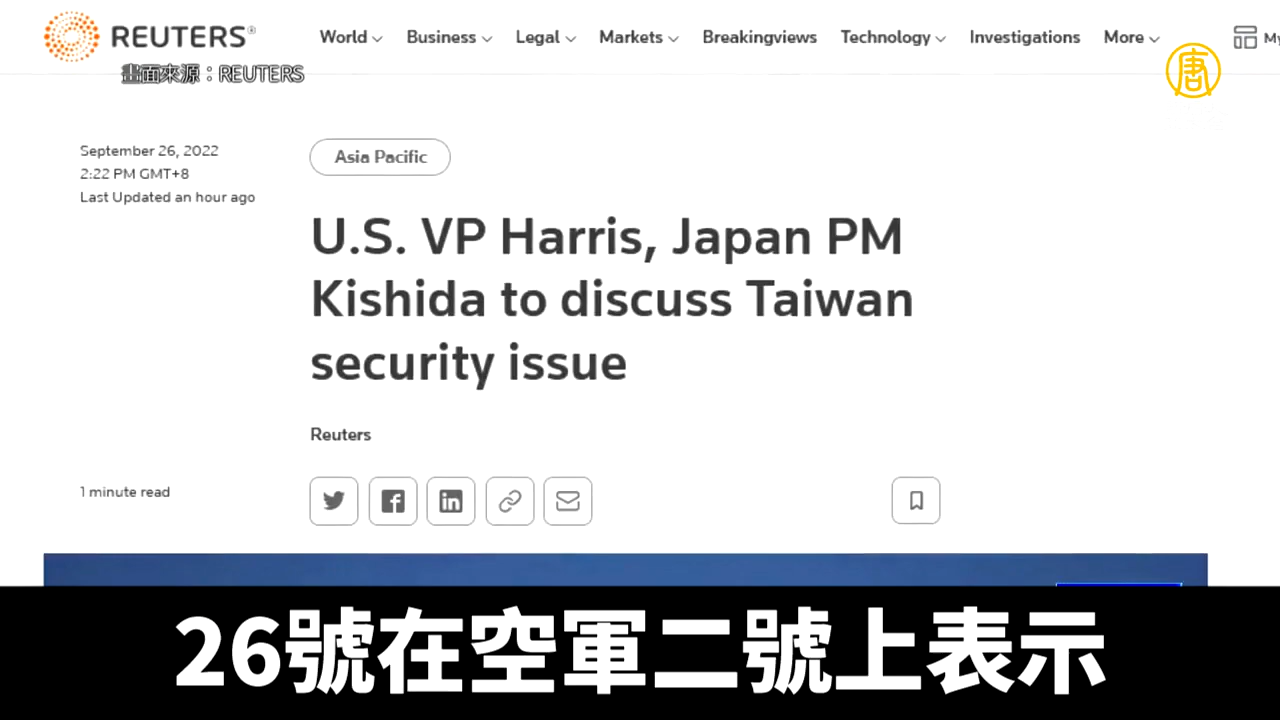 REUTERS®
World Business Legal Markets Breakingviews Technology Investigations More My
畫面來源：REUTERS
唐
September 26, 2022
2:22 PM GMT+8
Last Updated an hour ago
Asia Pacific
U.S. VP Harris, Japan PM
Kishida to discuss Taiwan
security issue
Reuters
1 minute read
26號在空軍二號上表示